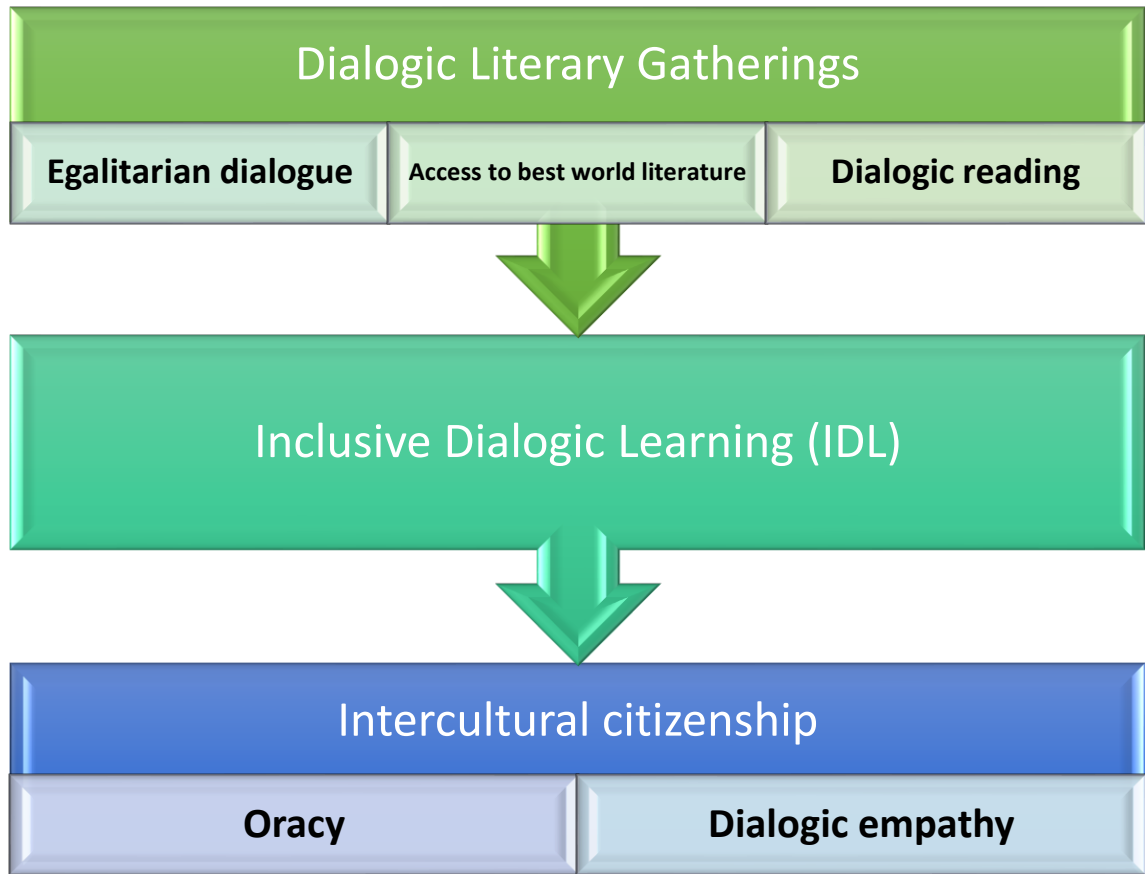 Dialogic Literary Gatherings
Egalitarian dialogue
Access to best world literature
Dialogic reading
Inclusive Dialogic Learning (IDL)
Intercultural citizenship
Oracy
Dialogic empathy